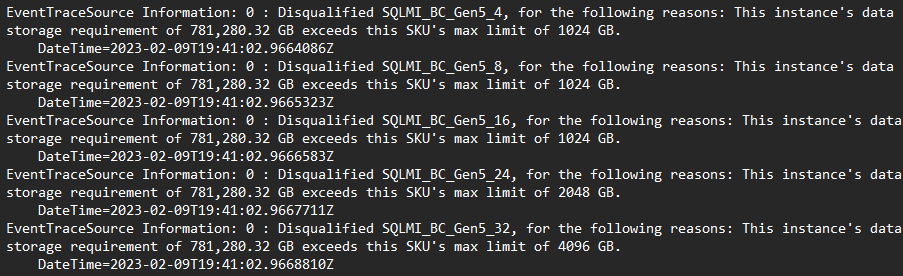 EventTraceSource Information: 0 : Disqualified SQLMI_BC_Gen5_4, for the following reasons: This instance's data
storage requirement of 781,280.32 GB exceeds this SKU's max limit of 1024 GB.
    DateTime=2023-02-09T19:41:02.9664086Z
EventTraceSource Information: 0 : Disqualified SQLMI_BC_Gen5_8, for the following reasons: This instance's data
storage requirement of 781,280.32 GB exceeds this SKU's max limit of 1024 GB.
    DateTime=2023-02-09T19:41:02.9665323Z
EventTraceSource Information: 0 : Disqualified SQLMI_BC_Gen5_16, for the following reasons: This instance's data
storage requirement of 781,280.32 GB exceeds this SKU's max limit of 1024 GB.
    DateTime=2023-02-09T19:41:02.9666583Z
EventTraceSource Information: 0 : Disqualified SQLMI_BC_Gen5_24, for the following reasons: This instance's data
storage requirement of 781,280.32 GB exceeds this SKU's max limit of 2048 GB.
    DateTime=2023-02-09T19:41:02.9667711Z
EventTraceSource Information: 0 : Disqualified SQLMI_BC_Gen5_32, for the following reasons: This instance's data
storage requirement of 781,280.32 GB exceeds this SKU's max limit of 4096 GB.
    DateTime=2023-02-09T19:41:02.9668810Z